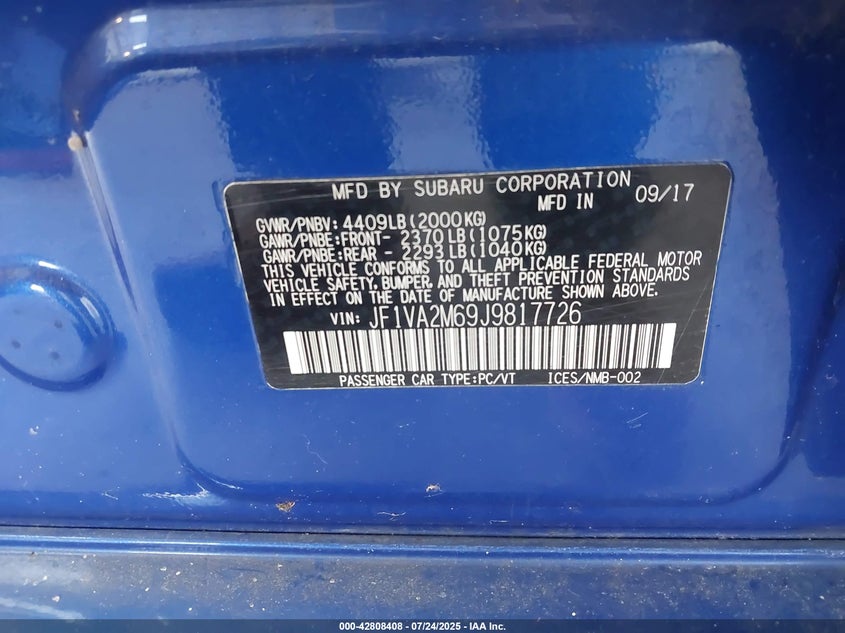 MFD BY SUBARU CORPORATION
MFD IN 09/17
GVWR/PNBV: 4409LB(2000KG)
GAWR/PNBE:FRONT- 2370LB(1075KG)
GAWR/PNBE:REAR - 2293LB(1040KG)
THIS VEHICLE CONFORMS TO ALL APPLICABLE FEDERAL MOTOR
VEHICLE SAFETY, BUMPER, AND THEFT PREVENTION STANDARDS
IN EFFECT ON THE DATE OF MANUFACTURE SHOWN ABOVE.
VIN: JF1VA2M69J9817726
PASSENGER CAR TYPE:PC/VT ICES/NMB-002
000-42808408 - 07/24/2025 - IAA Inc.